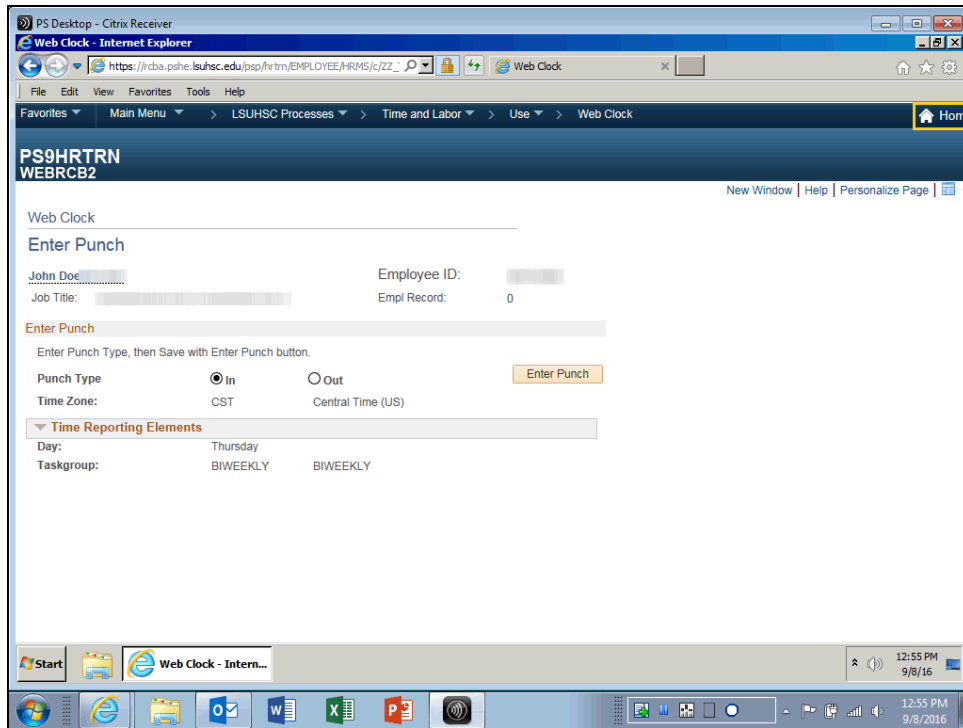 PS Desktop - Citrix Receiver
Web Clock - Internet Explorer
https://rcba.pshe.lsuhsc.edu/psp/hrtrn/EMPLOYEE/HRMS/c/ZZ_ Web Clock
File Edit View Favorites Tools Help
Favorites Main Menu > LSUHSC Processes > Time and Labor > Use > Web Clock Hom
PS9HRTRN
WEBRCB2
New Window | Help | Personalize Page |
Web Clock
Enter Punch
John Doe Employee ID:
Job Title: Empl Record: 0
Enter Punch
Enter Punch Type, then Save with Enter Punch button.
Punch Type In Out Enter Punch
Time Zone: CST Central Time (US)
Time Reporting Elements
Day: Thursday
Taskgroup: BIWEEKLY BIWEEKLY
Start Web Clock - Intern... 12:55 PM
9/8/16
12:55 PM
9/8/2016